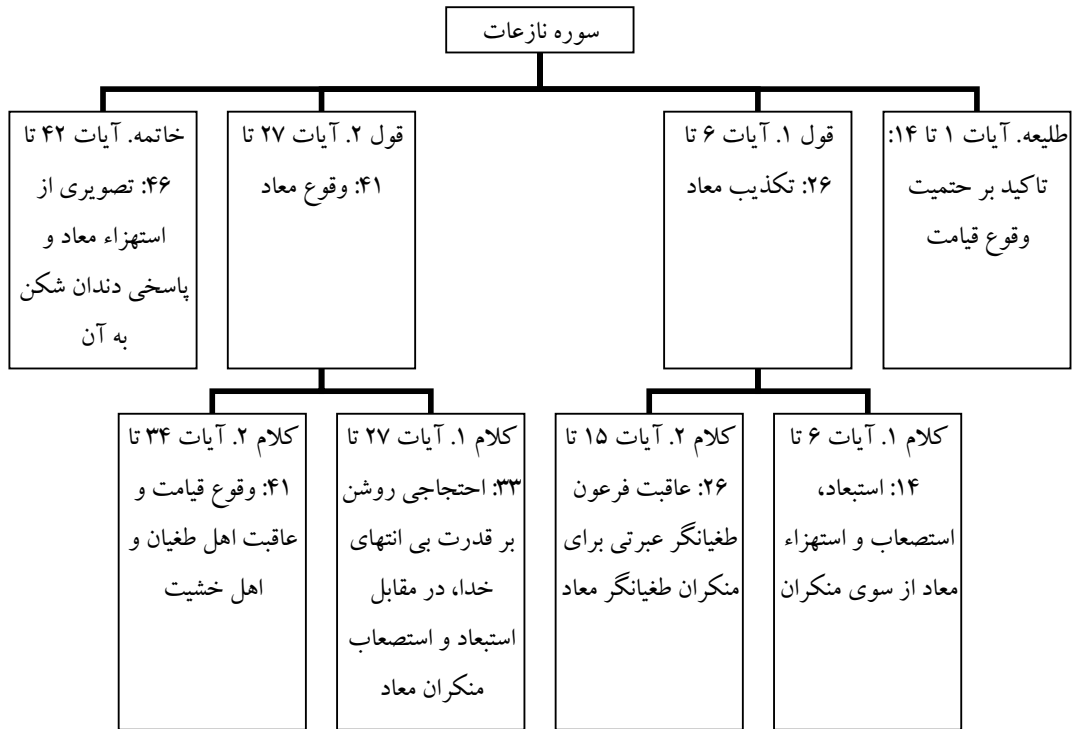 سوره نازعات
طلیعه. آیات ۱ تا ۱۴:
تاکید بر حتمیت
وقوع قیامت
قول ۱. آیات ۶ تا
۲۶: تکذیب معاد
قول ۲. آیات ۲۷ تا
۴۱: وقوع معاد
خاتمه. آیات ۴۲ تا
۴۶: تصویری از
استهزاء معاد و
پاسخی دندان شکن
به آن
کلام ۱. آیات ۶ تا
۱۴: استبعاد،
استصعاب و استهزاء
معاد از سوی منکران
کلام ۲. آیات ۱۵ تا
۲۶: عاقبت فرعون
طغیانگر عبرتی برای
منکران طغیانگر معاد
کلام ۱. آیات ۲۷ تا
۳۳: احتجاجی روشن
بر قدرت بی انتهای
خدا، در مقابل
استبعاد و استصعاب
منکران معاد
کلام ۲. آیات ۳۴ تا
۴۱: وقوع قیامت و
عاقبت اهل طغیان و
اهل خشیت